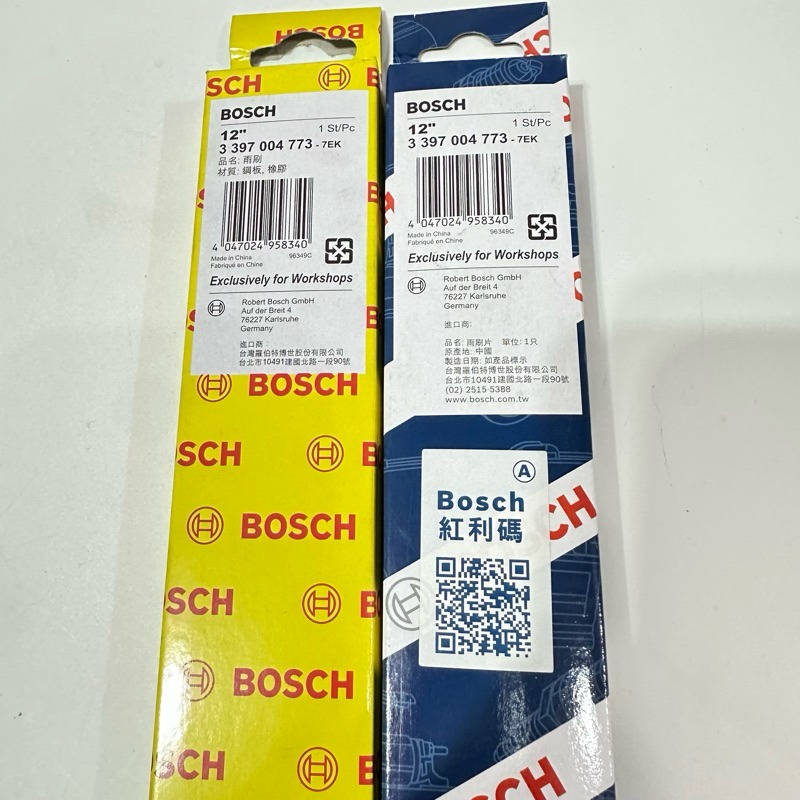 BOSCH
SCH
B
BOSCH
12" 1 St/Pc
3 397 004 773 - 7EK
品名: 雨刷
材質: 鋼板, 橡膠
4 047024 958340
Made in China 96349C
Fabriqué en Chine
Exclusively for Workshops
Robert Bosch GmbH
Auf der Breit 4
76227 Karlsruhe
Germany
進口商:
台灣羅伯特博世股份有限公司
台北市10491建國北路一段90號
BOSCH
SCH
B
BOSCH
SCH
B
BOSCH
SCH
B
CH
BOSCH
12" 1 St/Pc
3 397 004 773 - 7EK
4 047024 958340
Made in China 96349C
Fabriqué en Chine
Exclusively for Workshops
Robert Bosch GmbH
Auf der Breit 4
76227 Karlsruhe
Germany
進口商:
品名: 雨刷片 單位: 1只
原產地: 中國
製造日期: 如產品標示
台灣羅伯特博世股份有限公司
台北市10491建國北路一段90號
(02) 2515-5388
www.bosch.com.tw
A
Bosch
紅利碼
CH
CH